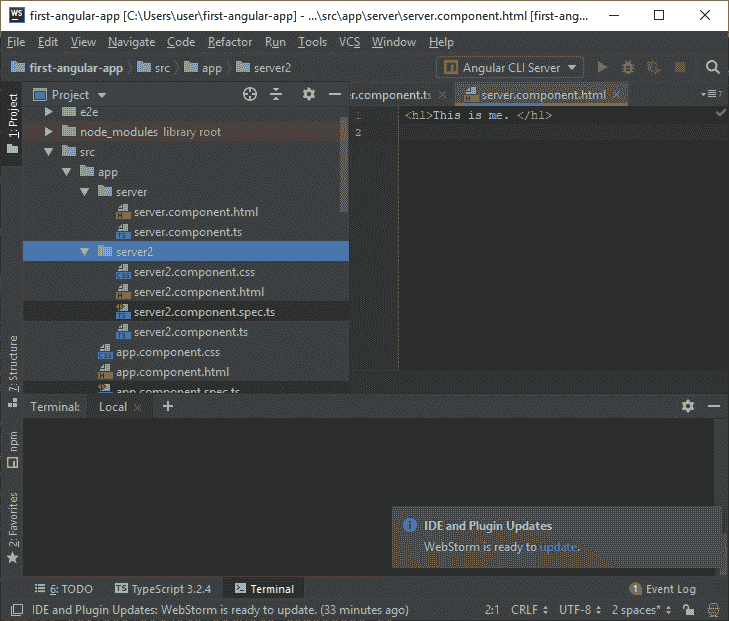 WS first-angular-app [C:\Users\user\first-angular-app] - ...\src\app\server\server.component.html [first-ang...
File Edit View Navigate Code Refactor Run Tools VCS Window Help
first-angular-app src app server2 Angular CLI Server
1: Project
Project
e2e
node_modules library root
src
app
server
server.component.html
server.component.ts
server2
server2.component.css
server2.component.html
server2.component.spec.ts
server2.component.ts
app.component.css
app.component.html
app.component.spec.ts
er.component.ts server.component.html
1 <h1>This is me. </h1>
2
7: Structure
npm
2: Favorites
Terminal: Local +
IDE and Plugin Updates
WebStorm is ready to update.
6: TODO TypeScript 3.2.4 Terminal 1 Event Log
IDE and Plugin Updates: WebStorm is ready to update. (33 minutes ago) 2:1 CRLF UTF-8 2 spaces*